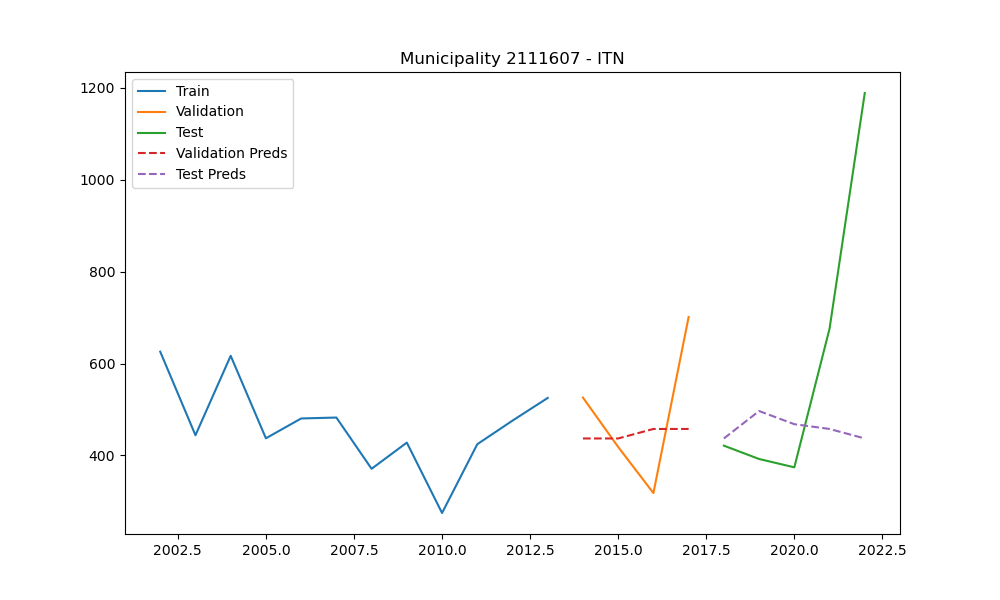 Municipality 2111607 - ITN
Train
Validation
Test
Validation Preds
Test Preds
1200
1000
800
600
400
2002.5 2005.0 2007.5 2010.0 2012.5 2015.0 2017.5 2020.0 2022.5